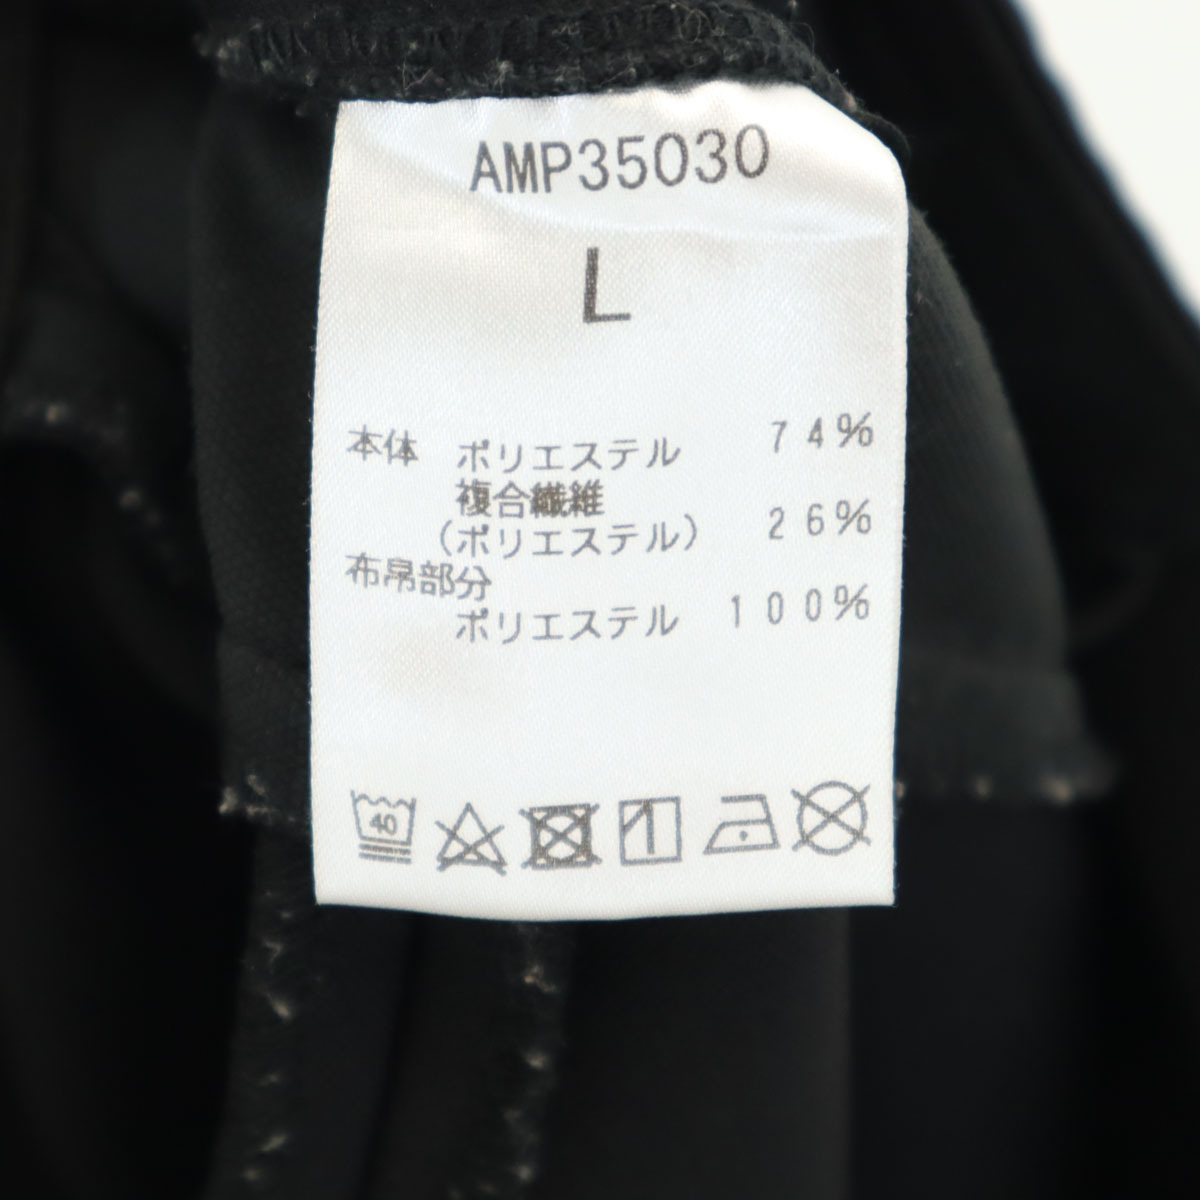 AMP35030
L
本体 ポリエステル 74%
複合繊維
(ポリエステル) 26%
布帛部分
ポリエステル 100%
40